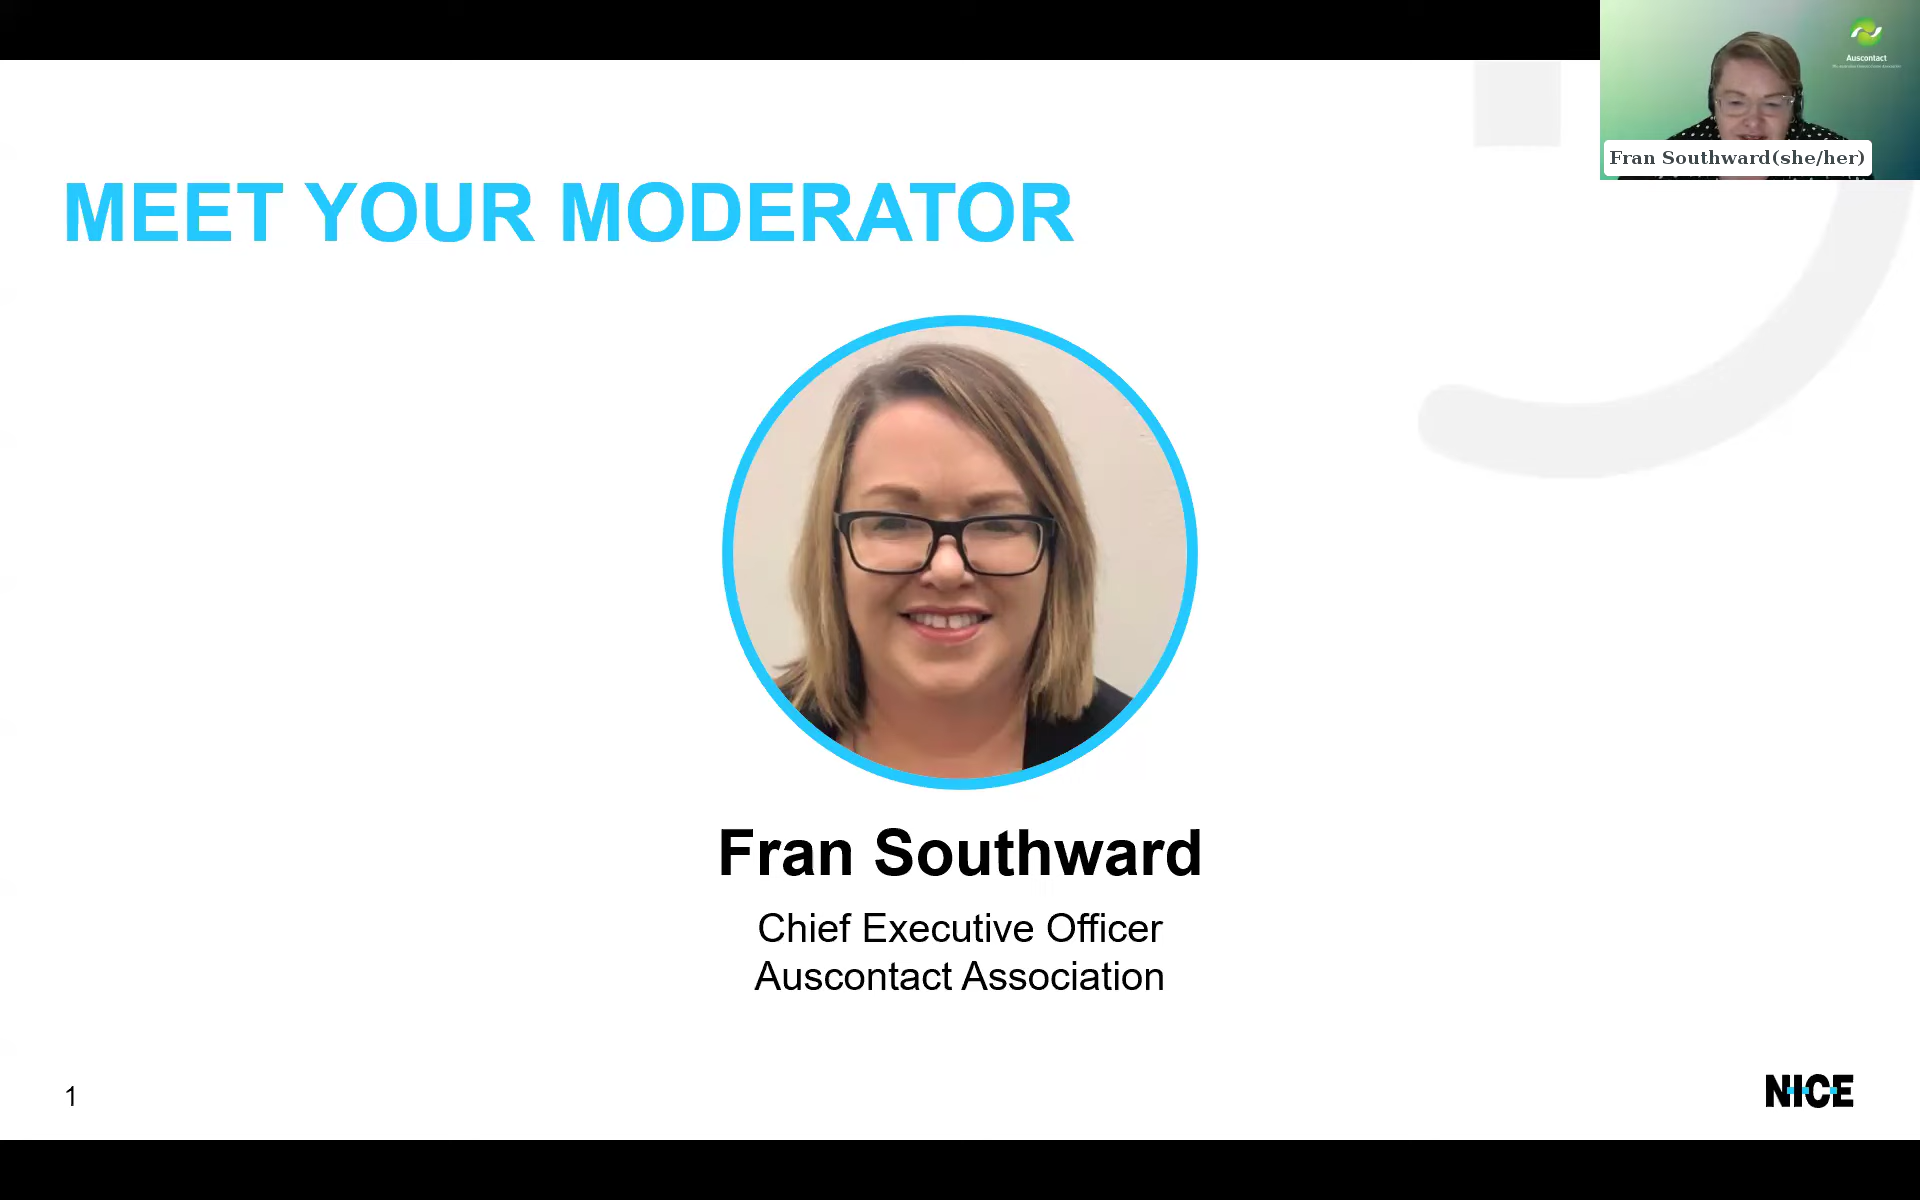 MEET YOUR MODERATOR
Auscontact
Fran Southward(she/her)
Fran Southward
Chief Executive Officer
Auscontact Association
1
NICE